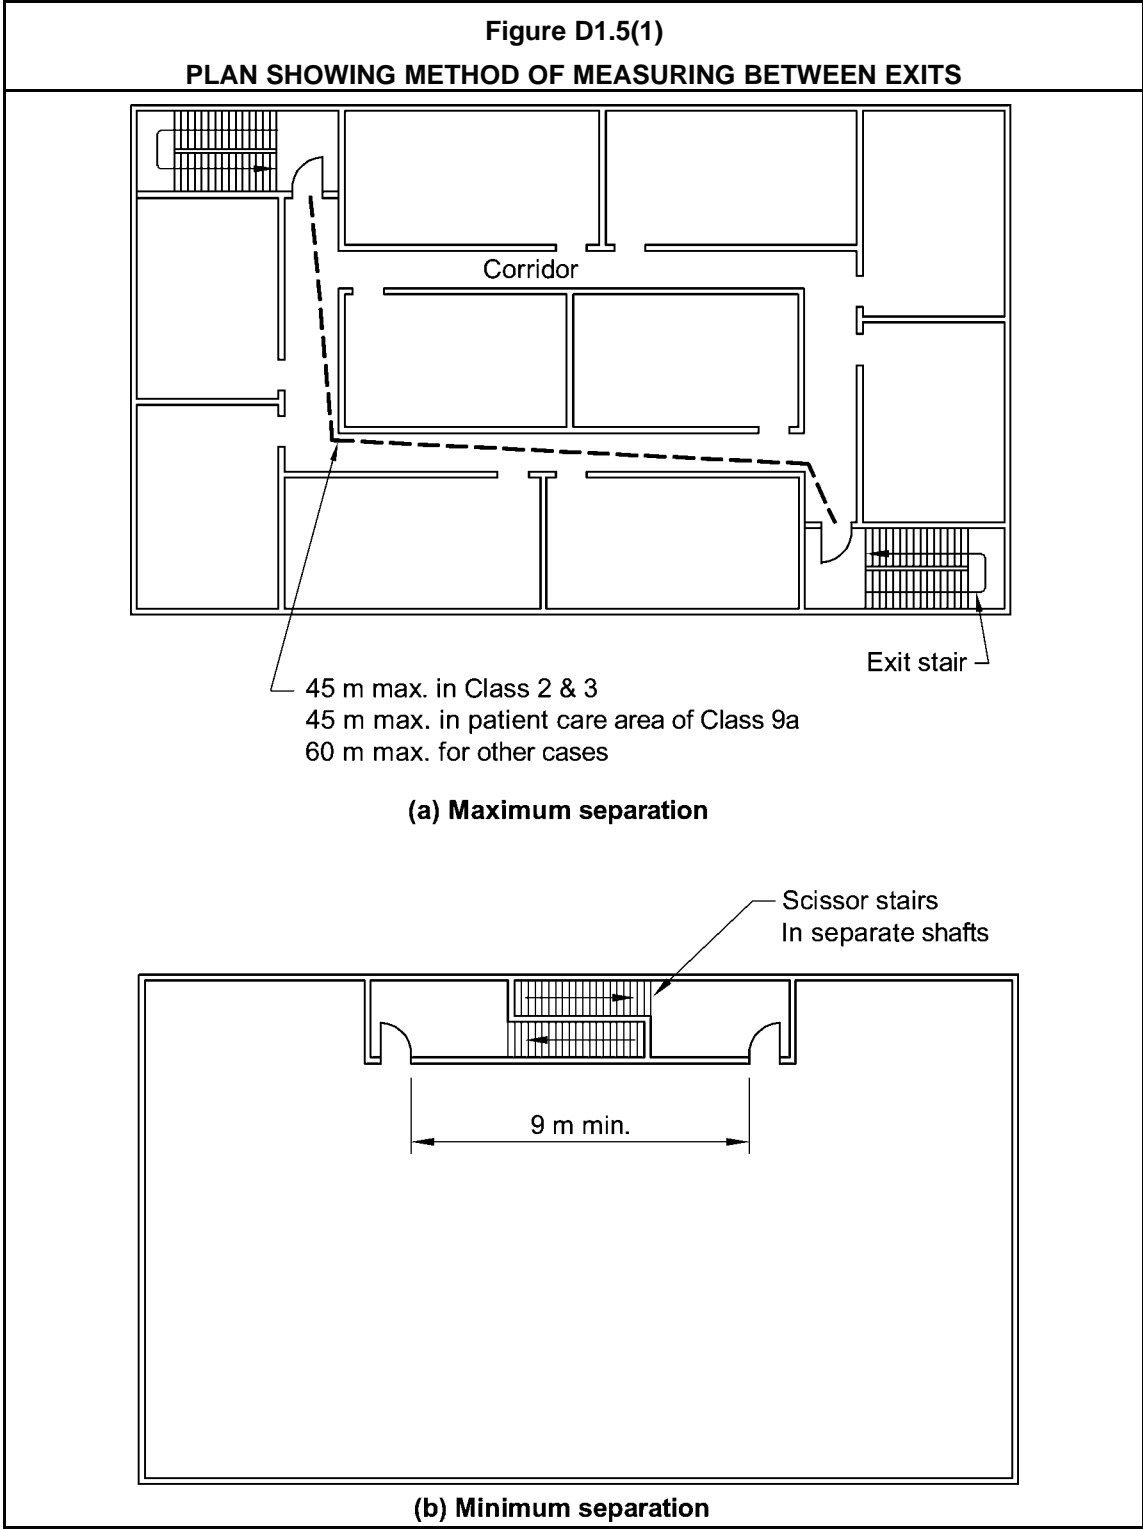 Figure D1.5(1)
PLAN SHOWING METHOD OF MEASURING BETWEEN EXITS
Corridor
Exit stair
45 m max. in Class 2 & 3
45 m max. in patient care area of Class 9a
60 m max. for other cases
(a) Maximum separation
Scissor stairs
In separate shafts
9 m min.
(b) Minimum separation